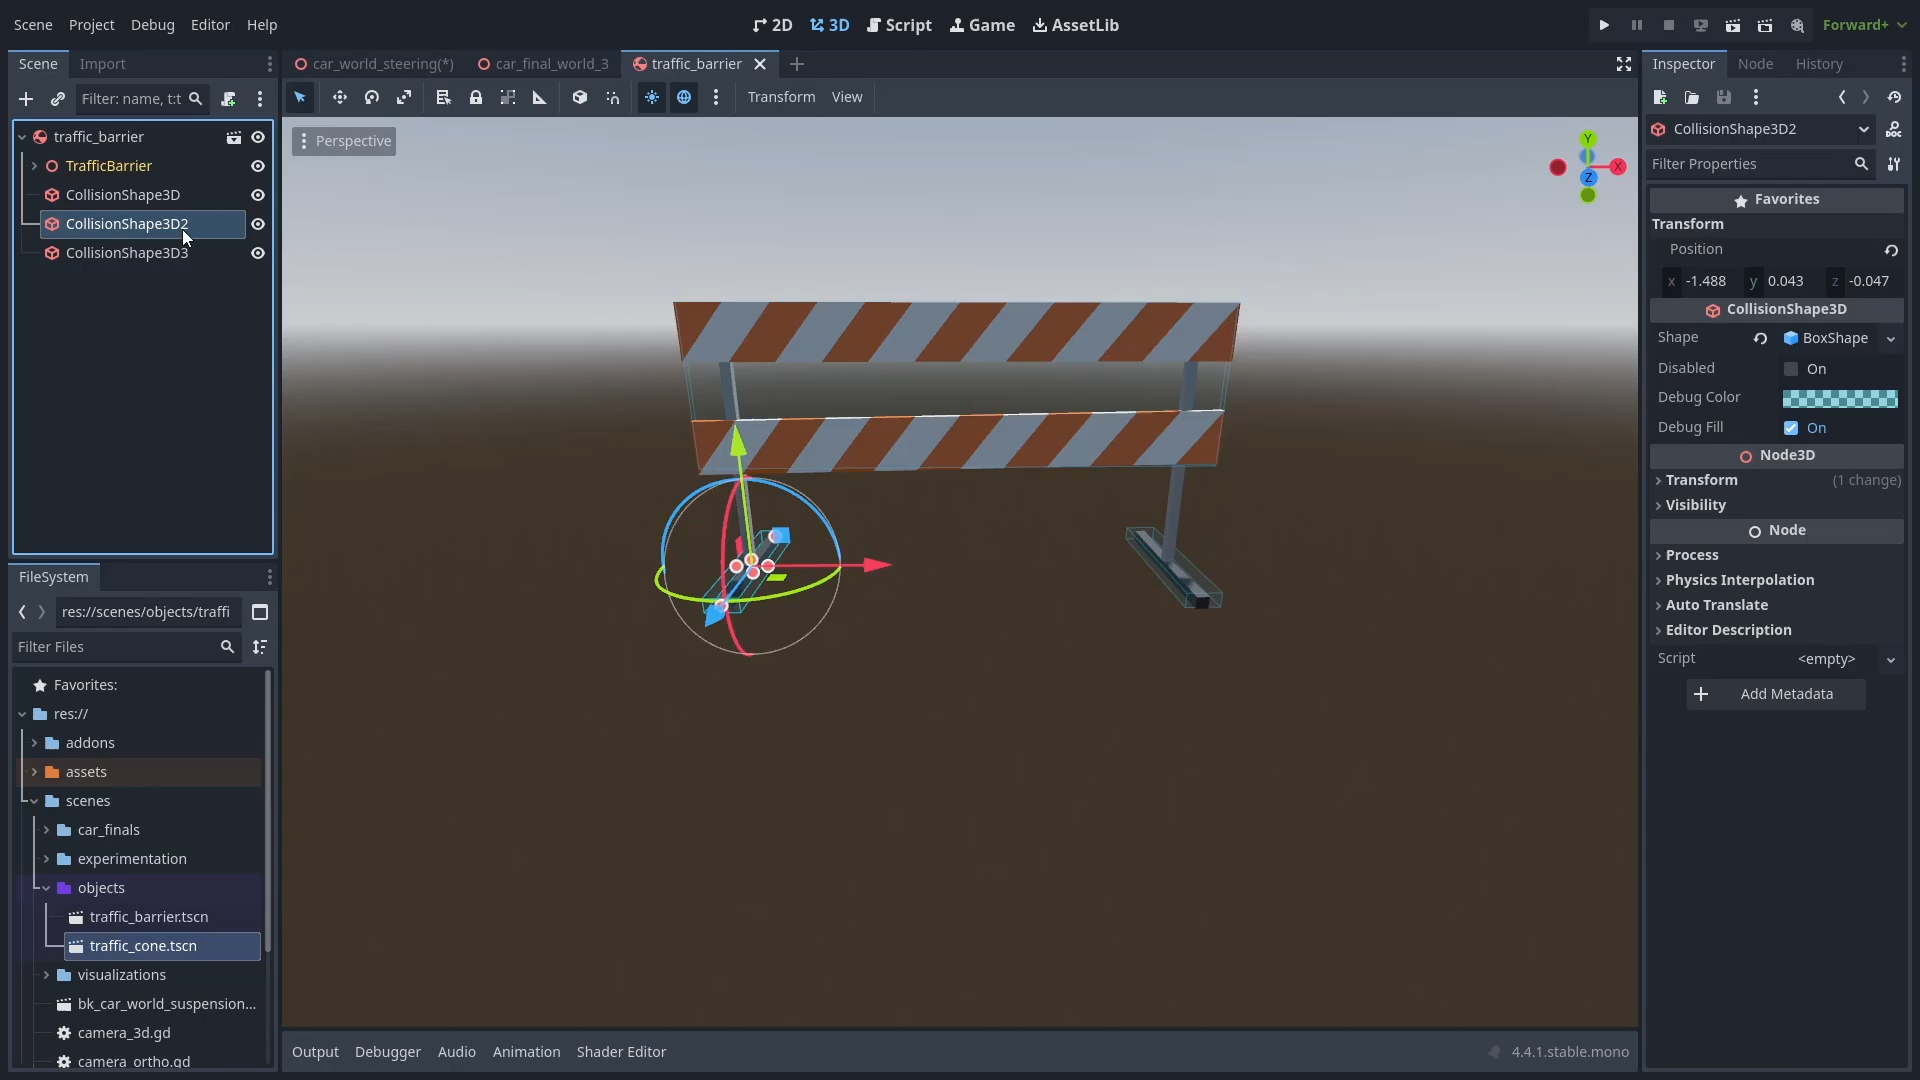 Scene Project Debug Editor Help
2D 3D Script Game AssetLib
Forward+
Scene Import
Filter: name, t:t
traffic_barrier
TrafficBarrier
CollisionShape3D
CollisionShape3D2
CollisionShape3D3
FileSystem
res://scenes/objects/traffi
Filter Files
Favorites:
res://
addons
assets
scenes
car_finals
experimentation
objects
traffic_barrier.tscn
traffic_cone.tscn
visualizations
bk_car_world_suspension...
camera_3d.gd
camera_ortho.gd
car_world_steering(*) car_final_world_3 traffic_barrier
Transform View
Perspective
Y
X
Z
Output Debugger Audio Animation Shader Editor
4.4.1.stable.mono
Inspector Node History
CollisionShape3D2
DOC
Filter Properties
Favorites
Transform
Position
x -1.488 y 0.043 z -0.047
CollisionShape3D
Shape BoxShape
Disabled On
Debug Color
Debug Fill On
Node3D
Transform (1 change)
Visibility
Node
Process
Physics Interpolation
Auto Translate
Editor Description
Script <empty>
Add Metadata